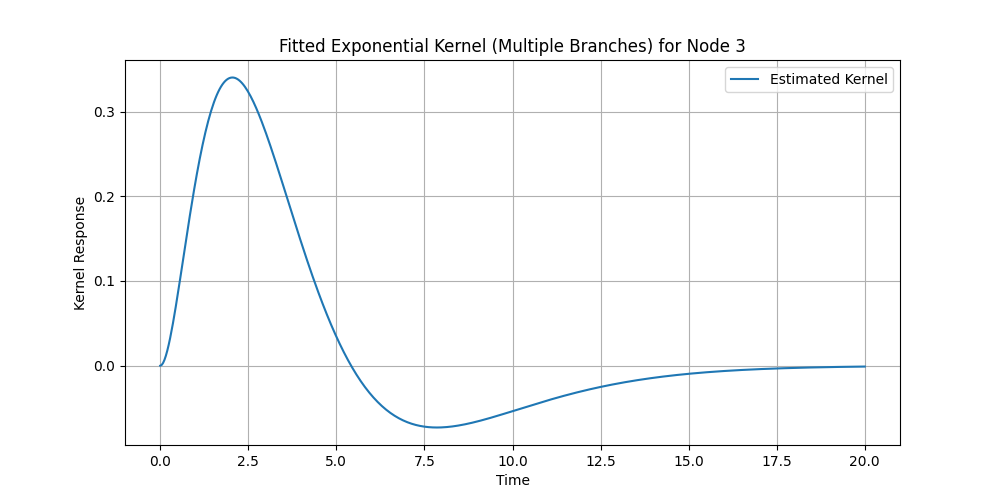 Fitted Exponential Kernel (Multiple Branches) for Node 3
Estimated Kernel
Kernel Response
0.3
0.2
0.1
0.0
0.0 2.5 5.0 7.5 10.0 12.5 15.0 17.5 20.0
Time